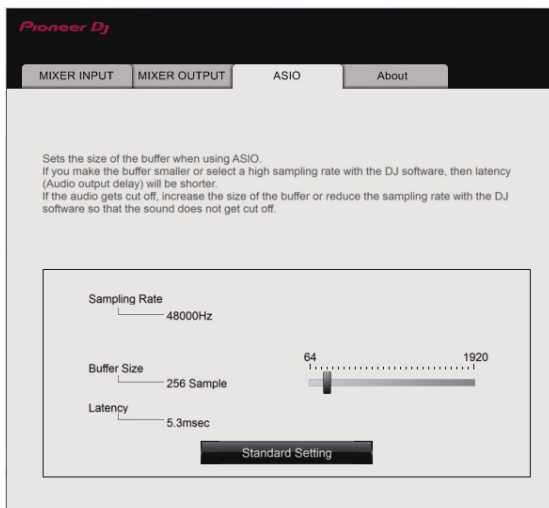 Pioneer Dj
MIXER INPUT
MIXER OUTPUT
ASIO
About
Sets the size of the buffer when using ASIO.
If you make the buffer smaller or select a high sampling rate with the DJ software, then latency
(Audio output delay) will be shorter.
If the audio gets cut off, increase the size of the buffer or reduce the sampling rate with the DJ
software so that the sound does not get cut off.
Sampling Rate
48000Hz
Buffer Size
256 Sample
64
1920
Latency
5.3msec
Standard Setting